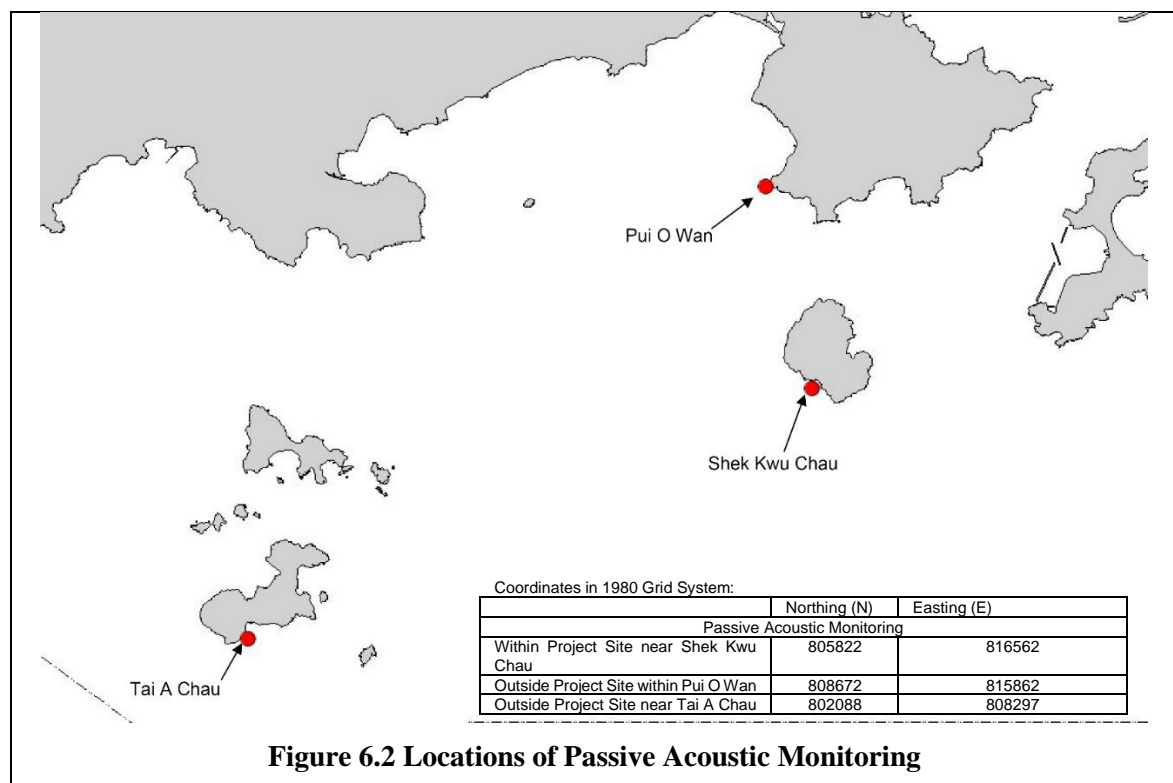 Pui O Wan
Shek Kwu Chau
Tai A Chau
Coordinates in 1980 Grid System:
Northing (N) Easting (E)
Passive Acoustic Monitoring
Within Project Site near Shek Kwu
Chau 805822 816562
Outside Project Site within Pui O Wan 808672 815862
Outside Project Site near Tai A Chau 802088 808297
Figure 6.2 Locations of Passive Acoustic Monitoring